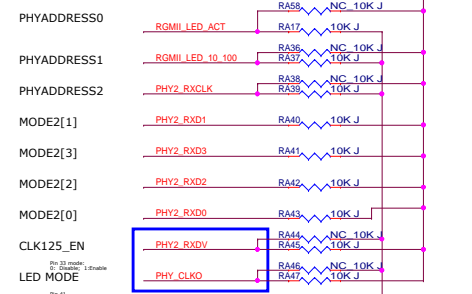 RA58 NC_10K J
PHYADDRESS0 RGMII_LED_ACT RA17 10K J
RA36 NC_10K J
PHYADDRESS1 RGMII_LED_10_100 RA37 10K J
RA38 NC_10K J
PHYADDRESS2 PHY2_RXCLK RA39 10K J
MODE2[1] PHY2_RXD1 RA40 10K J
MODE2[3] PHY2_RXD3 RA41 10K J
MODE2[2] PHY2_RXD2 RA42 10K J
MODE2[0] PHY2_RXD0 RA43 10K J
RA44 NC_10K J
CLK125_EN PHY2_RXDV RA45 10K J
Pin 33 mode:
0: Disable; 1:Enable
RA46 NC_10K J
LED MODE PHY_CLKO RA47 10K J